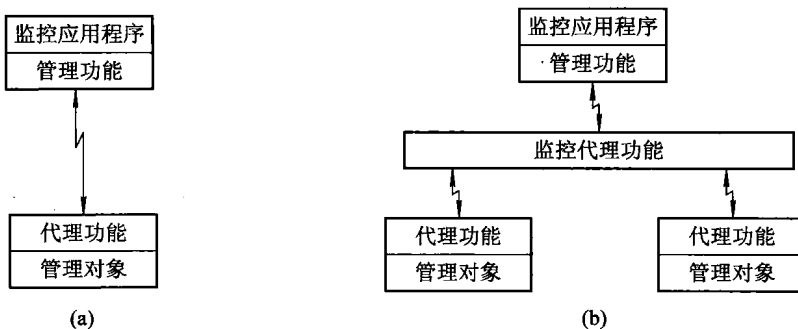 监控应用程序
管理功能
代理功能
管理对象
(a)
监控应用程序
管理功能
监控代理功能
代理功能
管理对象
代理功能
管理对象
(b)